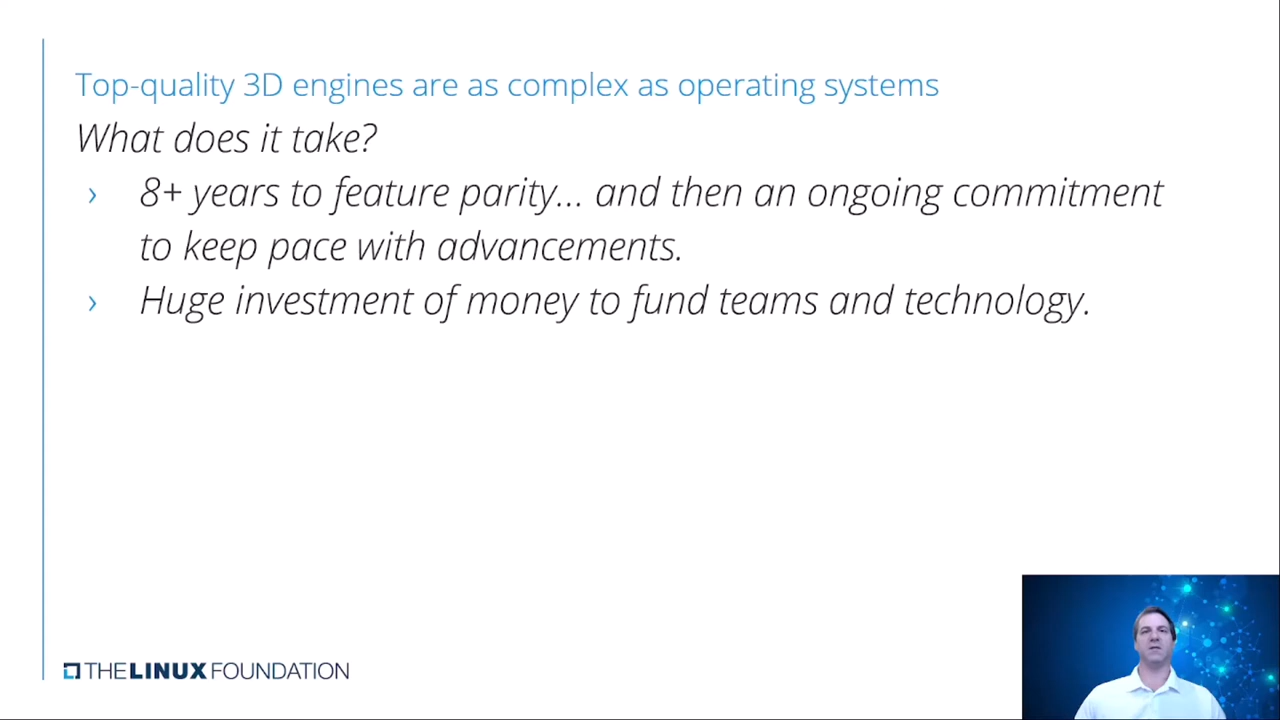 Top-quality 3D engines are as complex as operating systems
What does it take?
› 8+ years to feature parity... and then an ongoing commitment
to keep pace with advancements.
› Huge investment of money to fund teams and technology.
THE LINUX FOUNDATION